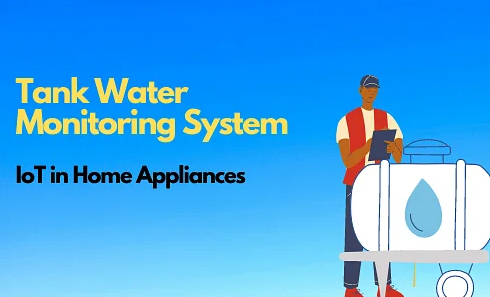 Tank Water
Monitoring System
IoT in Home Appliances